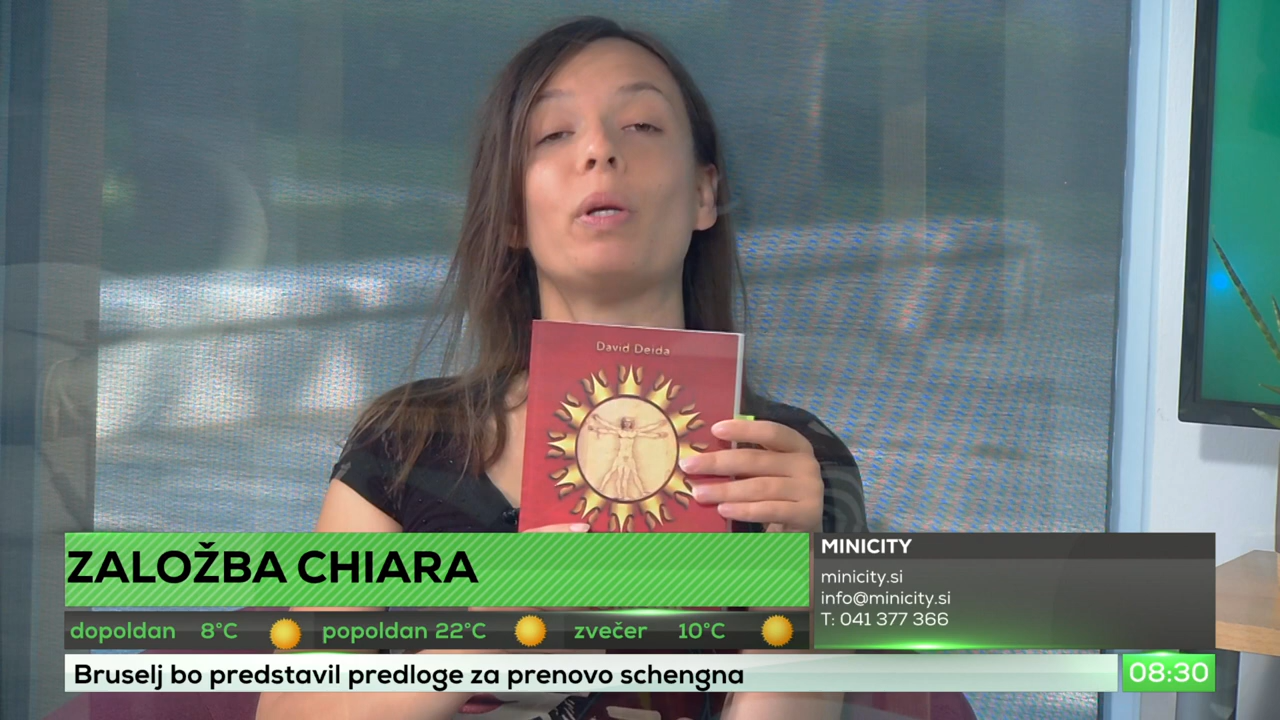 David Deida
ZALOŽBA CHIARA
MINICITY
minicity.si
info@minicity.si
T: 041 377 366
dopoldan 8°C popoldan 22°C zvečer 10°C
Bruselj bo predstavil predloge za prenovo schengna 08:30